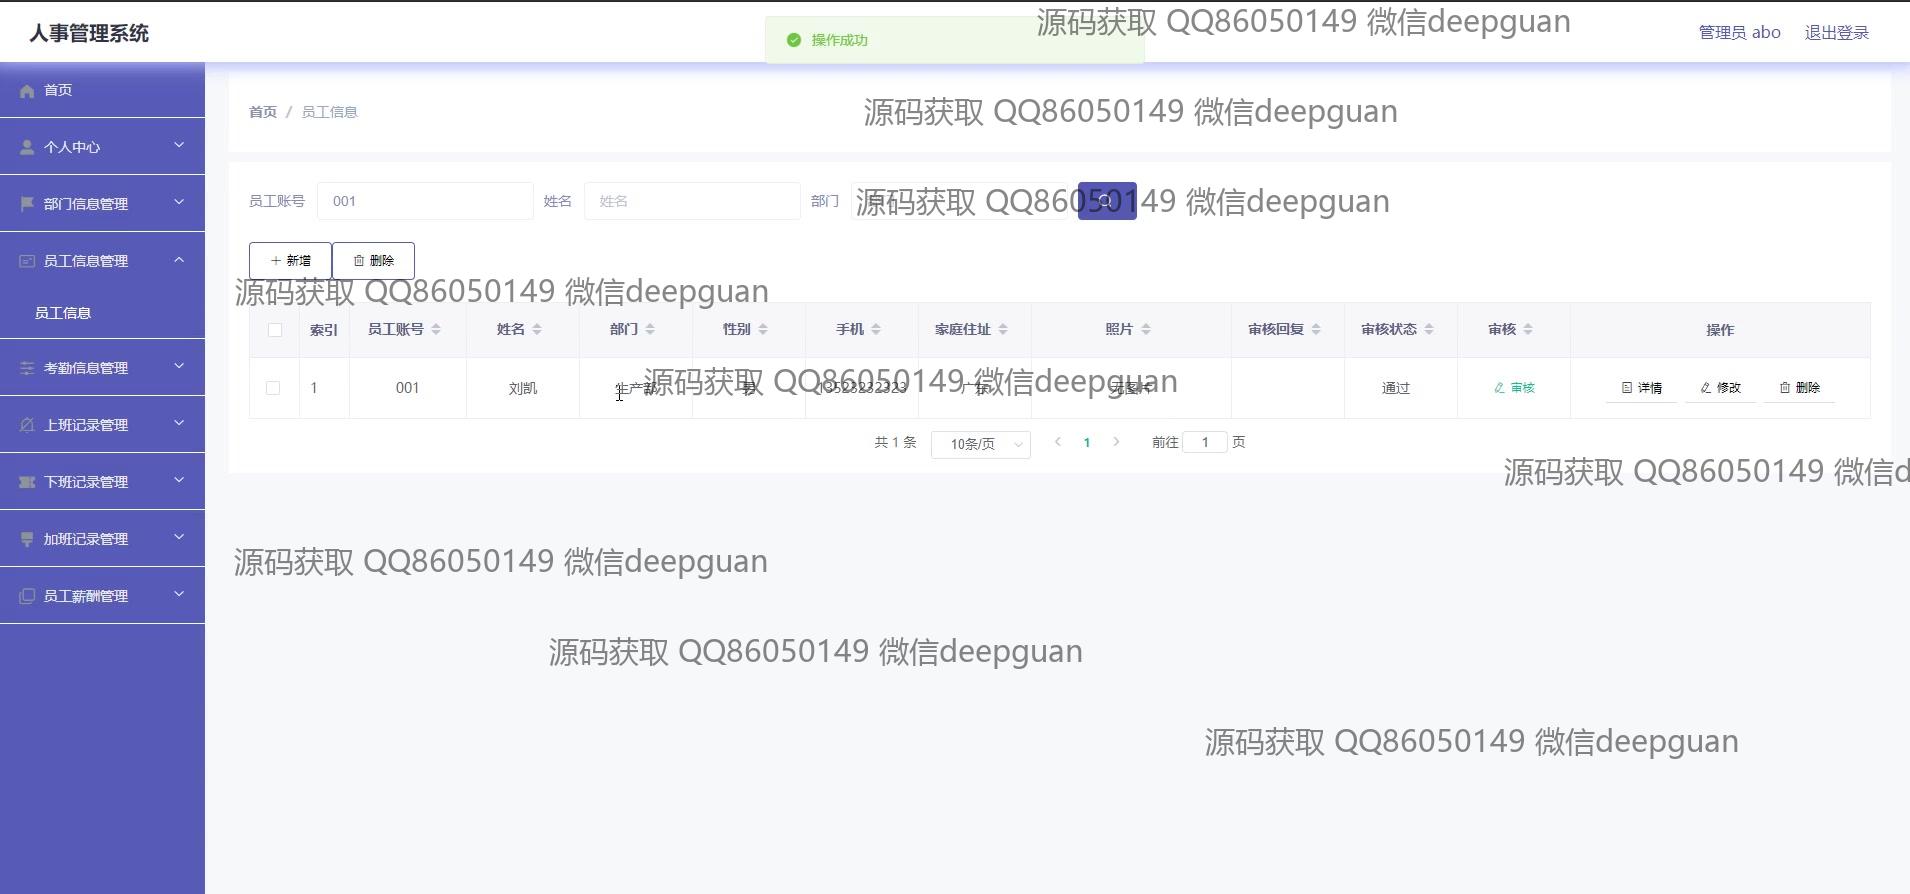 人事管理系统
操作成功
源码获取 QQ86050149 微信deepguan
管理员 abo
退出登录
首页
个人中心
部门信息管理
员工信息管理
员工信息
考勤信息管理
上班记录管理
下班记录管理
加班记录管理
员工薪酬管理
首页 / 员工信息
源码获取 QQ86050149 微信deepguan
员工账号 001 姓名 姓名 部门
源码获取 QQ86050149 微信deepguan
新增 删除
源码获取 QQ86050149 微信deepguan
索引 员工账号 姓名 部门 性别 手机 家庭住址 照片 审核回复 审核状态 审核 操作
1 001 刘凯 生产部 男 13523232323 广东 无图片 通过 审核 详情 修改 删除
源码获取 QQ86050149 微信deepguan
共 1 条 10条/页 1 前往 1 页
源码获取 QQ86050149 微信d
源码获取 QQ86050149 微信deepguan
源码获取 QQ86050149 微信deepguan
源码获取 QQ86050149 微信deepguan